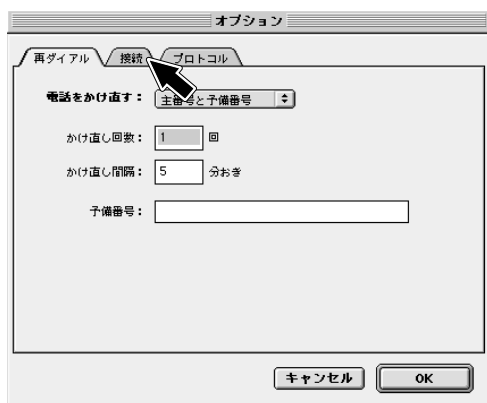 オプション
再ダイアル 接続 プロトコル
電話をかけ直す： 主番号と予備番号
かけ直し回数： 1 回
かけ直し間隔： 5 分おき
予備番号：
キャンセル OK